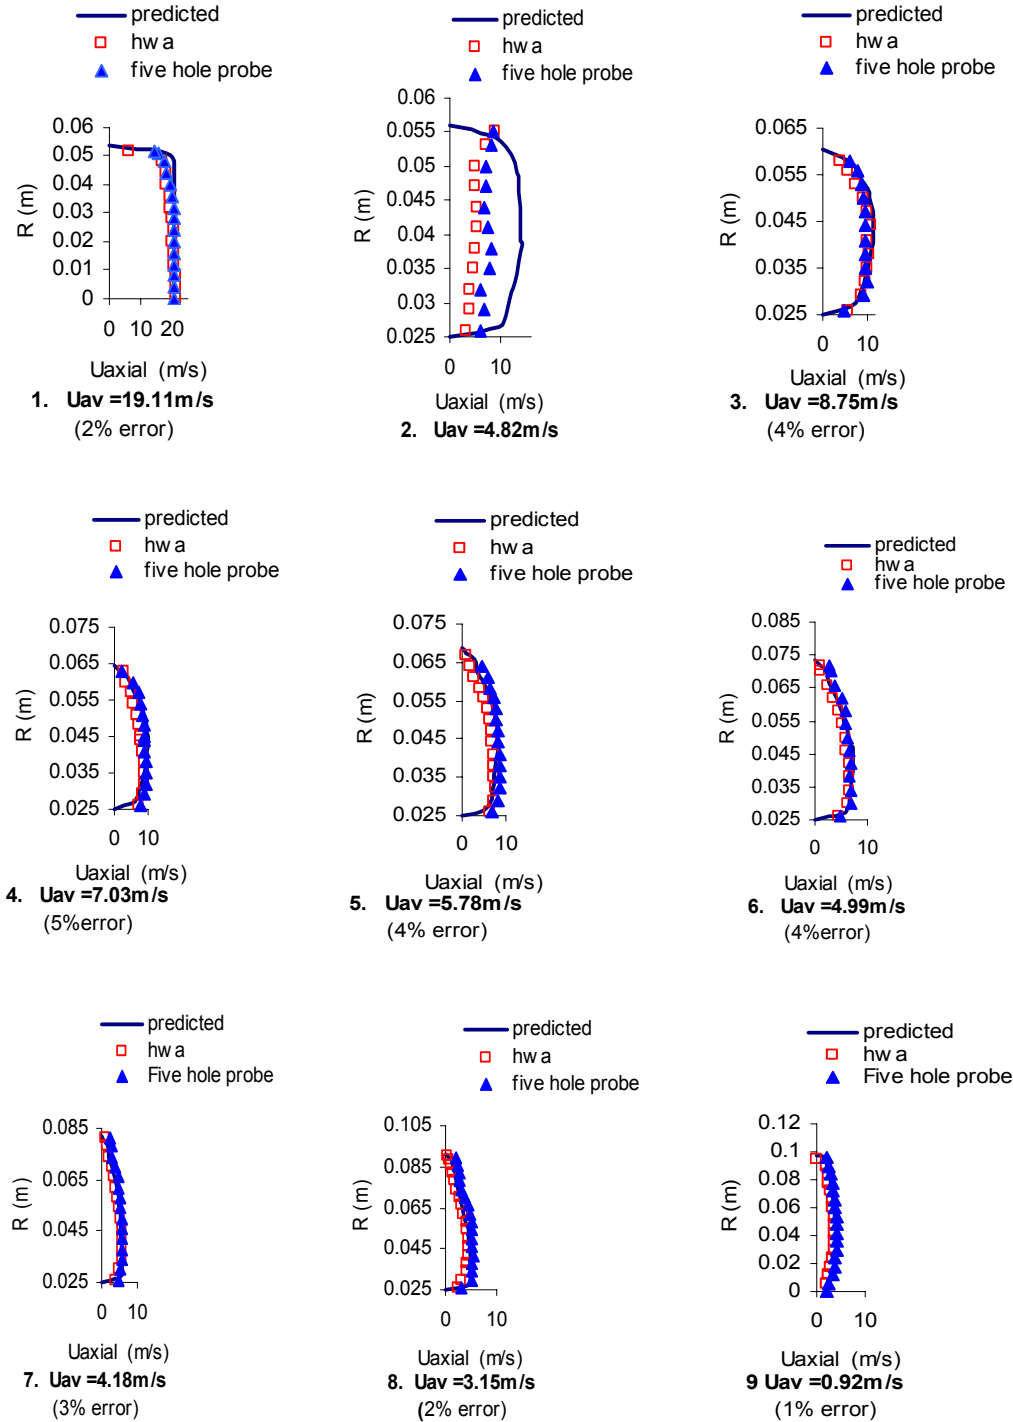 predicted
hw a
five hole probe
0.06
0.05
0.04
0.03
0.02
0.01
0
R (m)
0 10 20
Uaxial (m/s)
1. Uav =19.11m/s
(2% error)
predicted
hw a
five hole probe
0.06
0.055
0.05
0.045
0.04
0.035
0.03
0.025
R (m)
0 10
Uaxial (m/s)
2. Uav =4.82m/s
predicted
hw a
five hole probe
0.065
0.055
0.045
0.035
0.025
R (m)
0 10
Uaxial (m/s)
3. Uav =8.75m/s
(4% error)
predicted
hw a
five hole probe
0.075
0.065
0.055
0.045
0.035
0.025
R (m)
0 10
Uaxial (m/s)
4. Uav =7.03m/s
(5%error)
predicted
hw a
five hole probe
0.075
0.065
0.055
0.045
0.035
0.025
R (m)
0 10
Uaxial (m/s)
5. Uav =5.78m/s
(4% error)
predicted
hw a
five hole probe
0.085
0.075
0.065
0.055
0.045
0.035
0.025
R (m)
0 10
Uaxial (m/s)
6. Uav =4.99m/s
(4%error)
predicted
hw a
Five hole probe
0.085
0.065
0.045
0.025
R (m)
0 10
Uaxial (m/s)
7. Uav =4.18m/s
(3% error)
predicted
hw a
five hole probe
0.105
0.085
0.065
0.045
0.025
R (m)
0 10
Uaxial (m/s)
8. Uav =3.15m/s
(2% error)
predicted
hw a
Five hole probe
0.12
0.1
0.08
0.06
0.04
0.02
0
R (m)
0 10
Uaxial (m/s)
9 Uav =0.92m/s
(1% error)